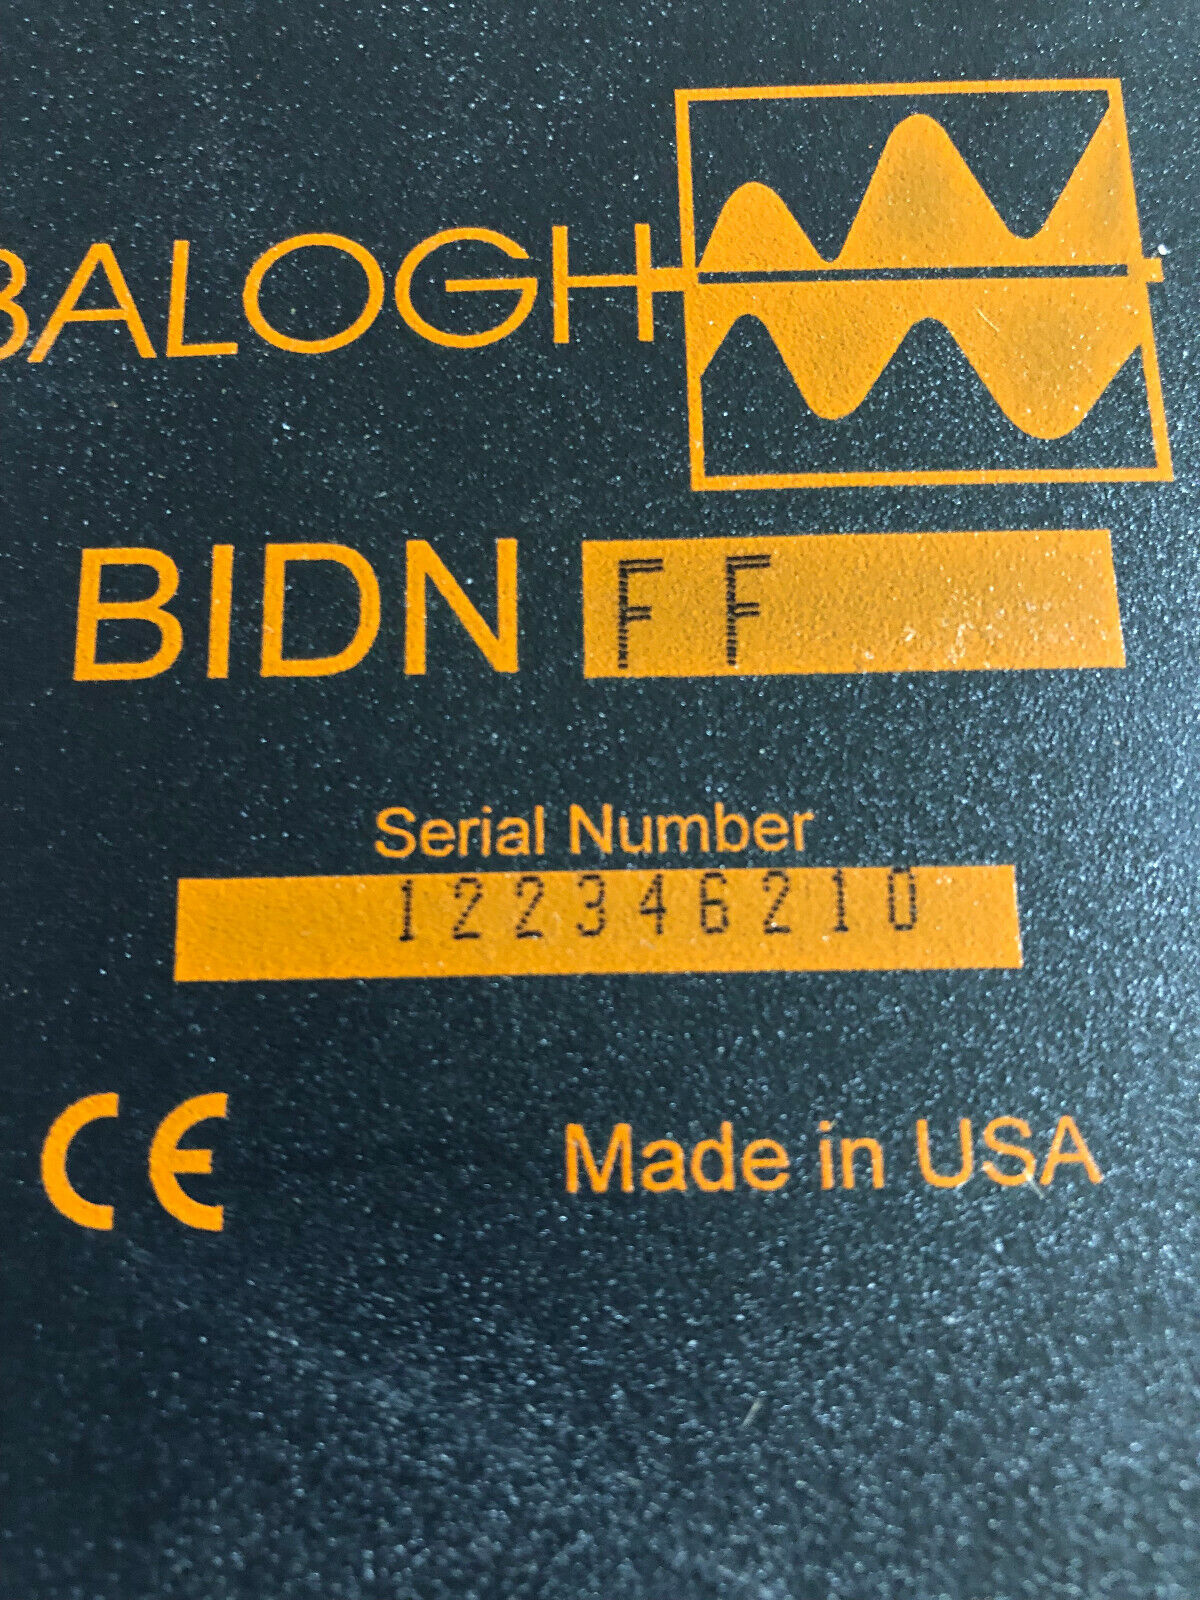 BALOGH
BIDN FF
Serial Number
122346210
CE
Made in USA